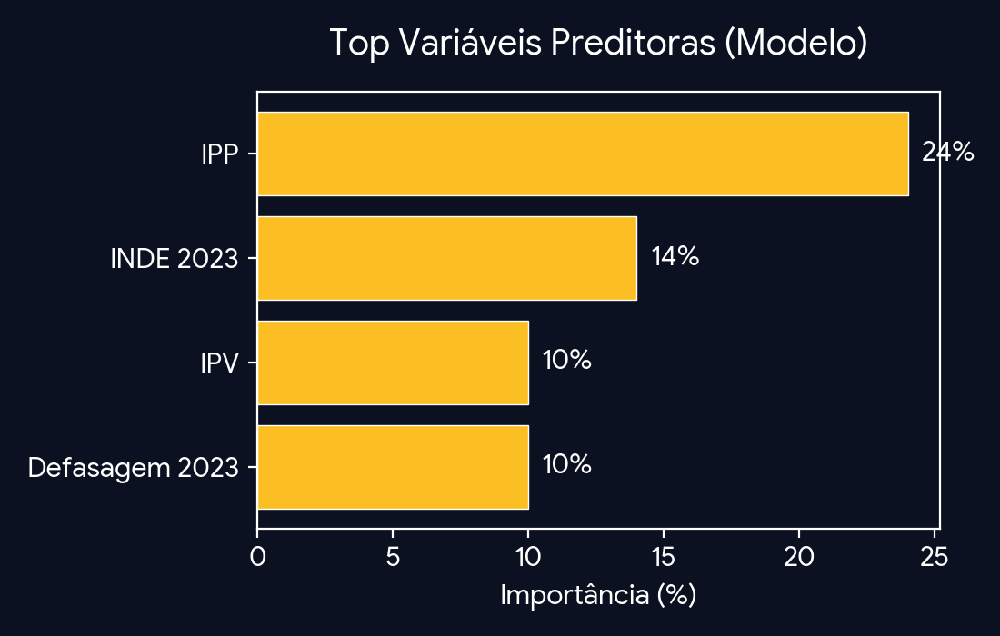 Top Variáveis Preditoras (Modelo)
IPP
24%
INDE 2023
14%
IPV
10%
Defasagem 2023
10%
0 5 10 15 20 25
Importância (%)